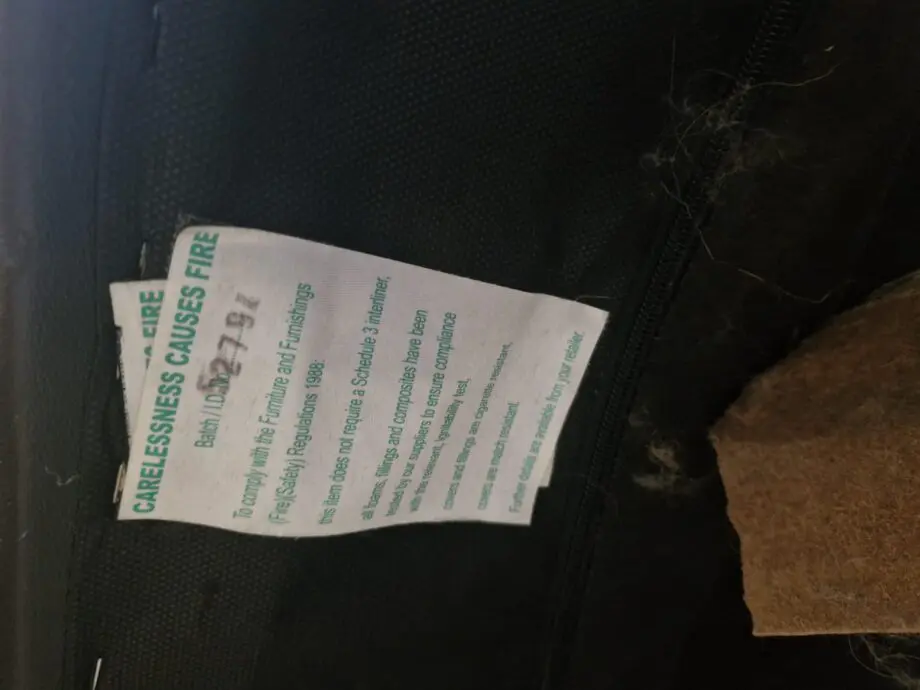 CARELESSNESS CAUSES FIRE
Batch / I.D.
To comply with the Furniture and Furnishings
(Fire)(Safety) Regulations 1988:
this item does not require a Schedule 3 interliner,
all foams, fillings and composites have been
tested by our suppliers to ensure compliance
with the relevant, ignitability test,
covers and fillings are cigarette resistant,
covers are match resistant.
Further details are available from your retailer.
FIRE